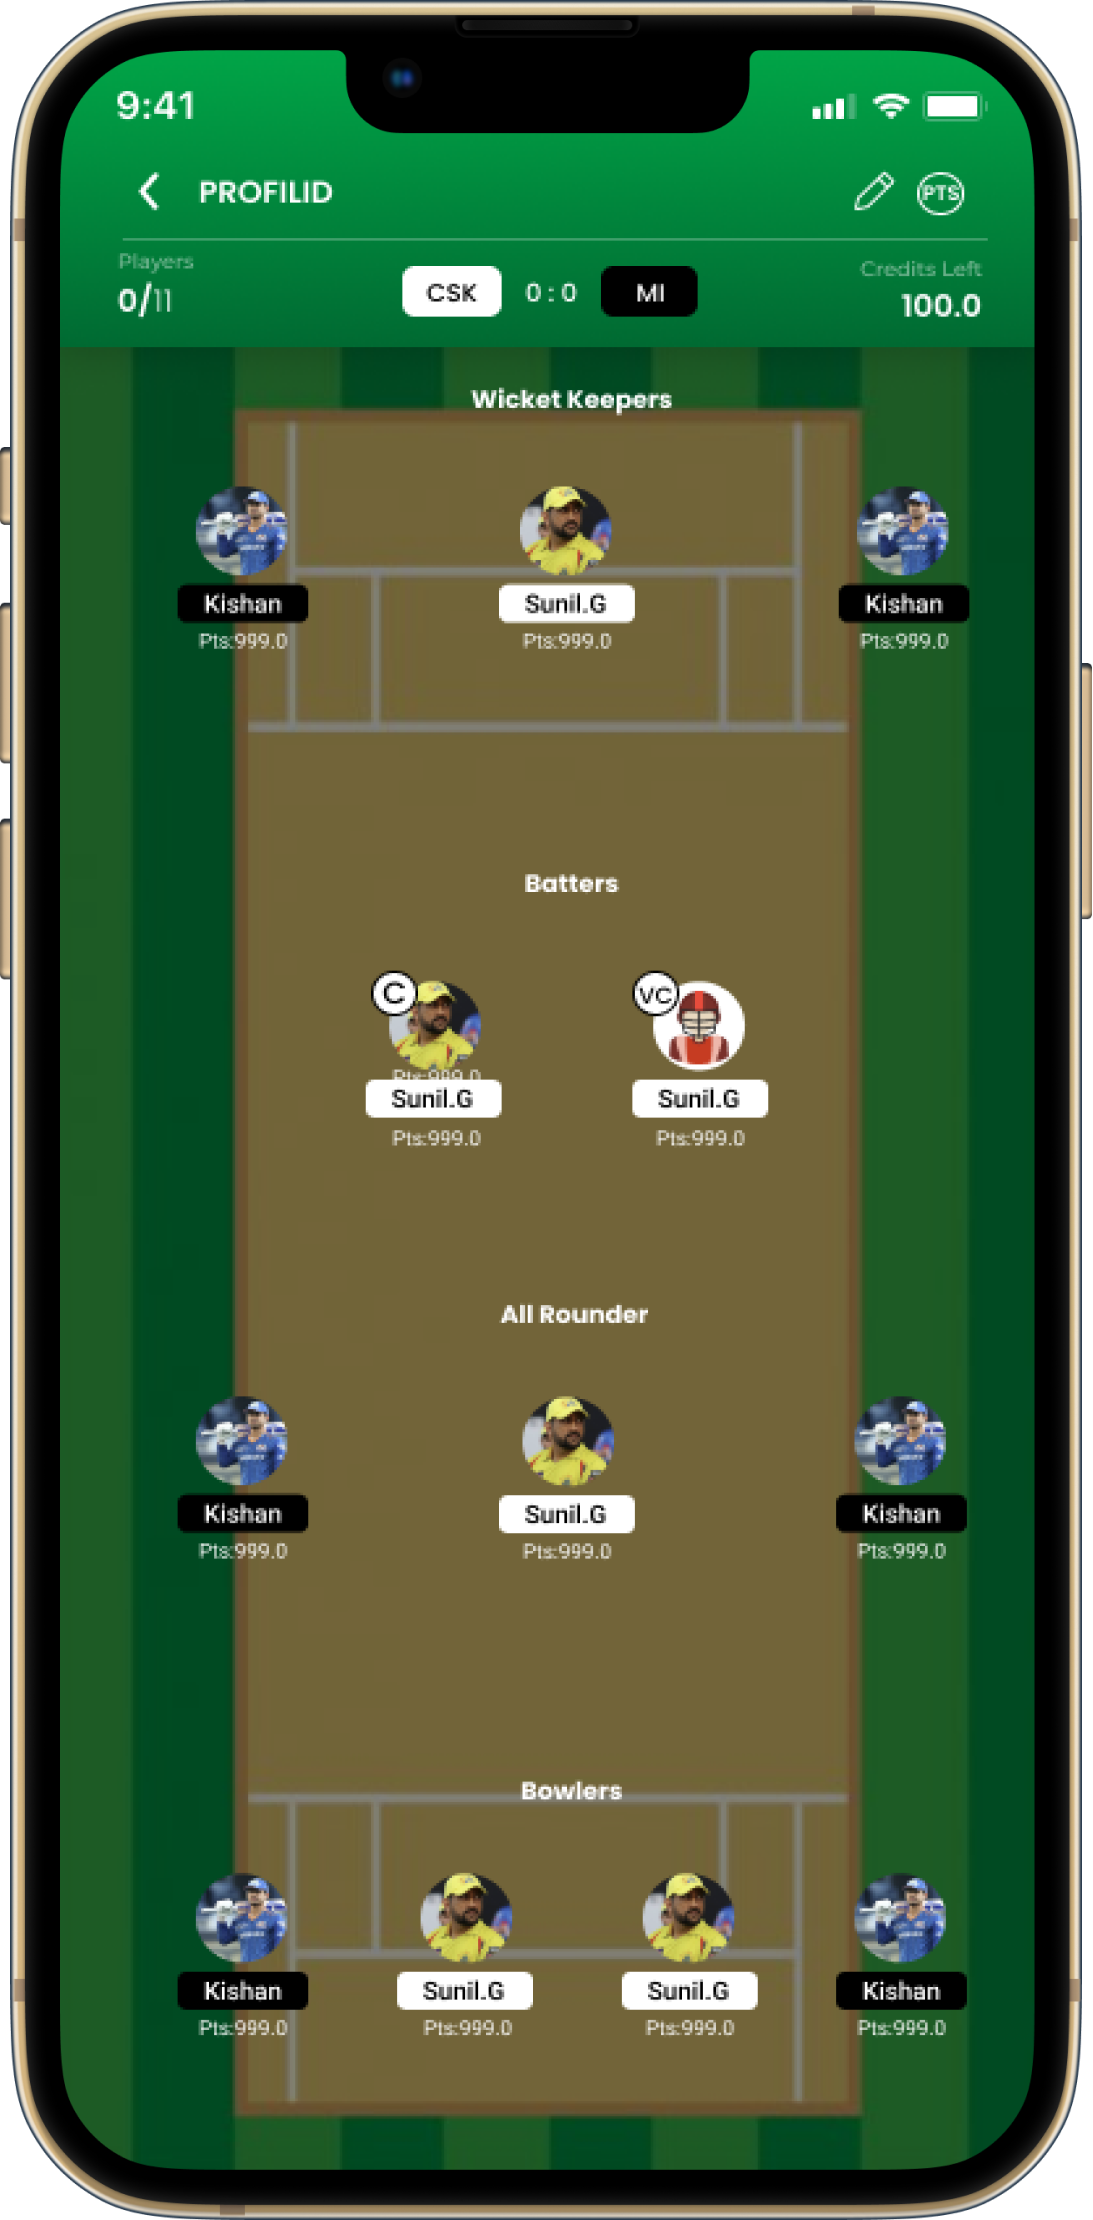 9:41
PROFILID
PTS
Players
0/11
CSK 0 : 0 MI
Credits Left
100.0
Wicket Keepers
Kishan Sunil.G Kishan
Pts:999.0 Pts:999.0 Pts:999.0
Batters
C VC
Pts:999.0
Sunil.G Sunil.G
Pts:999.0 Pts:999.0
All Rounder
Kishan Sunil.G Kishan
Pts:999.0 Pts:999.0 Pts:999.0
Bowlers
Kishan Sunil.G Sunil.G Kishan
Pts:999.0 Pts:999.0 Pts:999.0 Pts:999.0